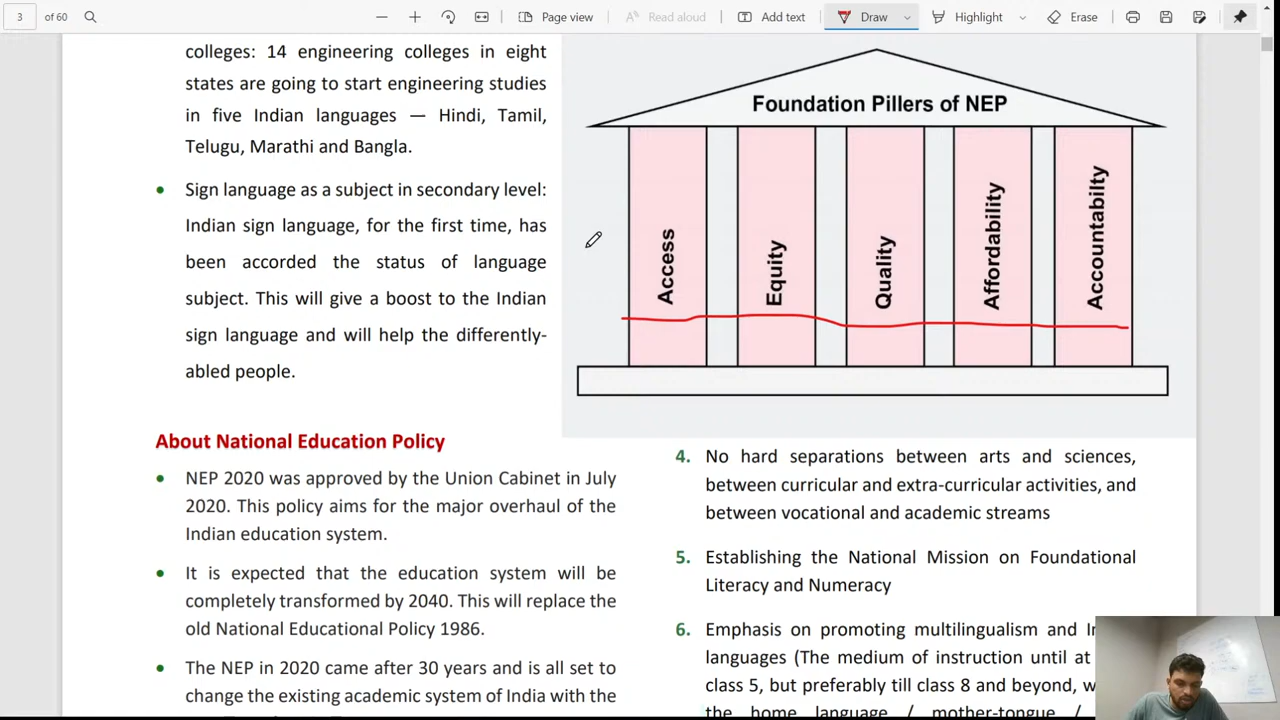 3 of 60 Page view Read aloud Add text Draw Highlight Erase
colleges: 14 engineering colleges in eight
states are going to start engineering studies
in five Indian languages — Hindi, Tamil,
Telugu, Marathi and Bangla.
• Sign language as a subject in secondary level:
Indian sign language, for the first time, has
been accorded the status of language
subject. This will give a boost to the Indian
sign language and will help the differently-
abled people.
Foundation Pillers of NEP
Access
Equity
Quality
Affordability
Accountabilty
About National Education Policy
• NEP 2020 was approved by the Union Cabinet in July
2020. This policy aims for the major overhaul of the
Indian education system.
• It is expected that the education system will be
completely transformed by 2040. This will replace the
old National Educational Policy 1986.
• The NEP in 2020 came after 30 years and is all set to
change the existing academic system of India with the
4. No hard separations between arts and sciences,
between curricular and extra-curricular activities, and
between vocational and academic streams
5. Establishing the National Mission on Foundational
Literacy and Numeracy
6. Emphasis on promoting multilingualism and
languages (The medium of instruction until at
class 5, but preferably till class 8 and beyond,
the home language / mother-tongue /